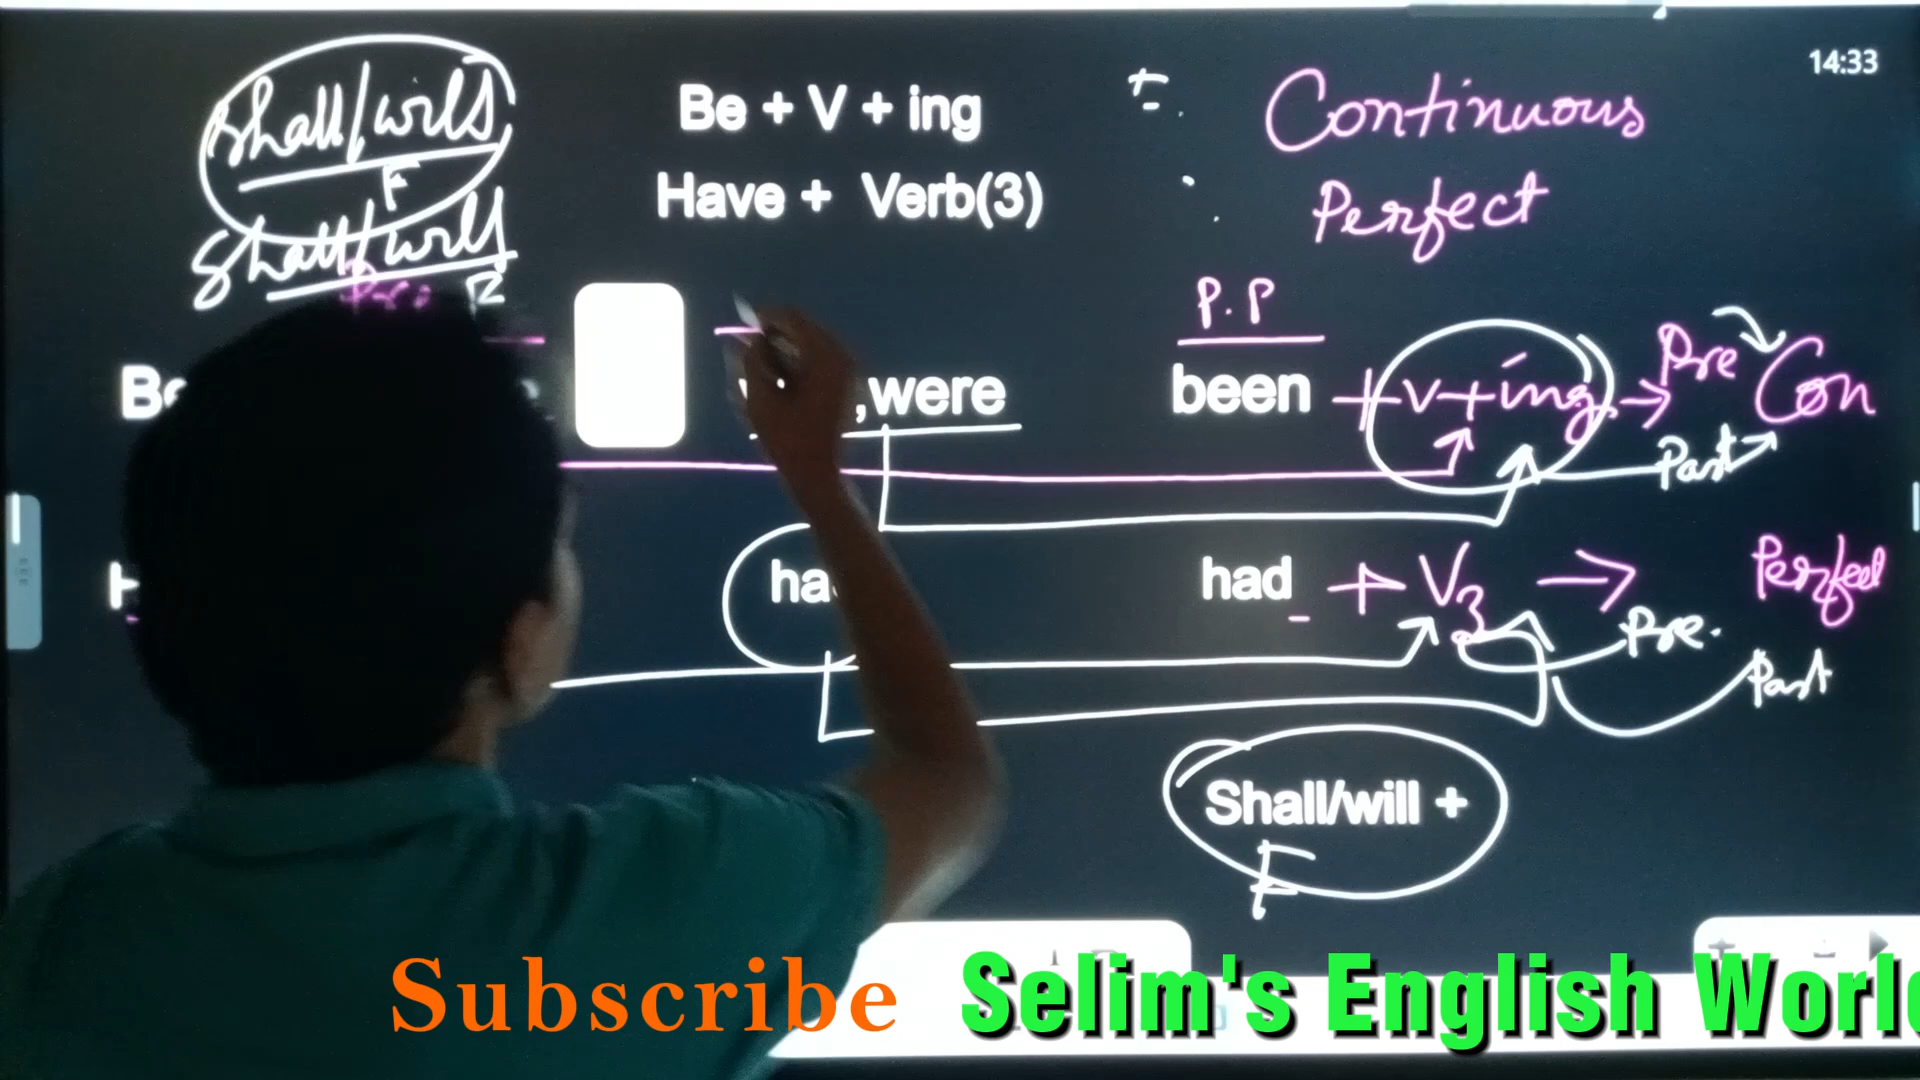 14:33
Shall/will
F
Shall/will
Be + V + ing
Continuous
Have + Verb(3)
Perfect
P.P
,were
been + V + ing → Pre Con
Past
had + V3 → Perfect
Pre.
Past
Shall/will +
F
Subscribe Selim's English World